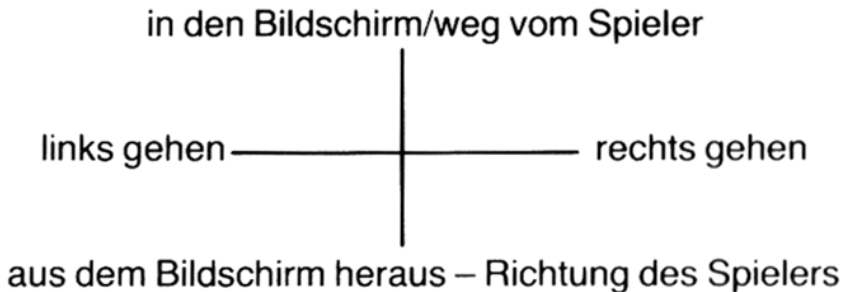 in den Bildschirm/weg vom Spieler
links gehen
rechts gehen
aus dem Bildschirm heraus – Richtung des Spielers